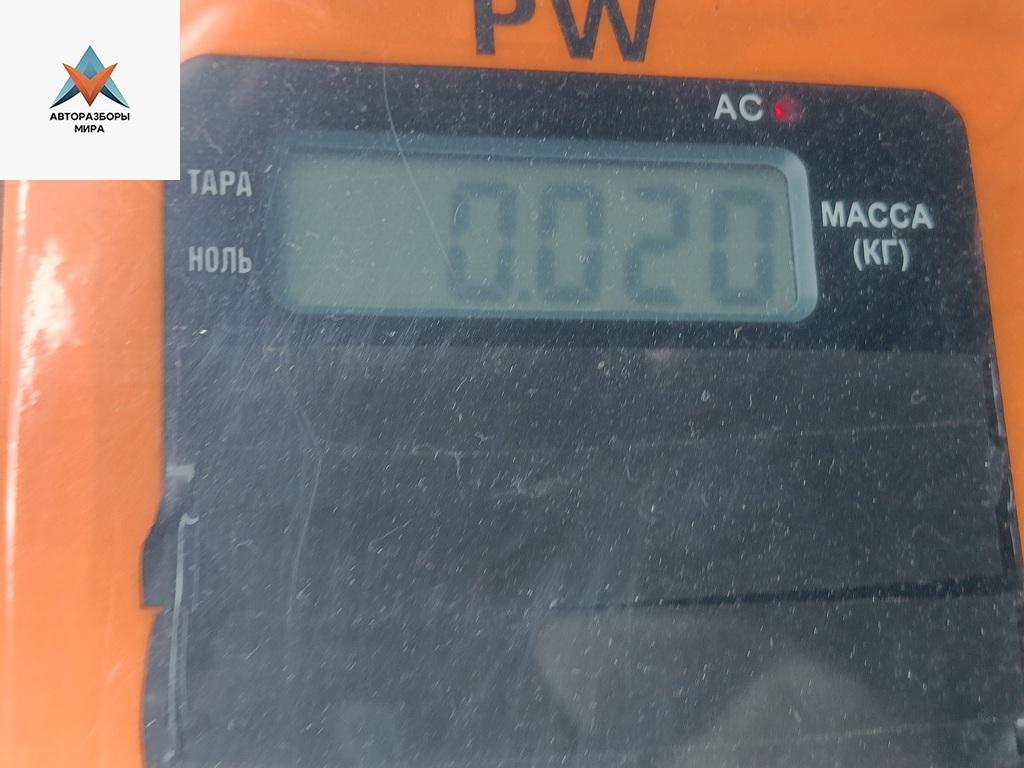 PW
АВТОРАЗБОРЫ
МИРА
AC
ТАРА
0.020
МАССА
(КГ)
НОЛЬ